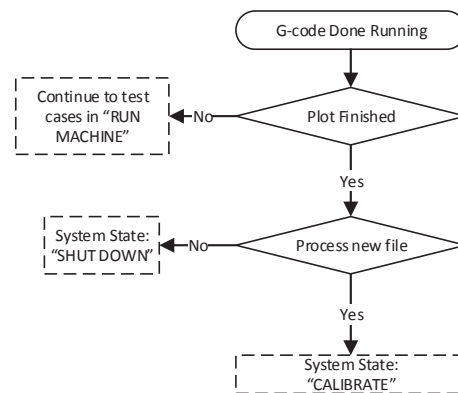 G-code Done Running
Continue to test
cases in “RUN
MACHINE”
No
Plot Finished
Yes
System State:
“SHUT DOWN”
No
Process new file
Yes
System State:
“CALIBRATE”